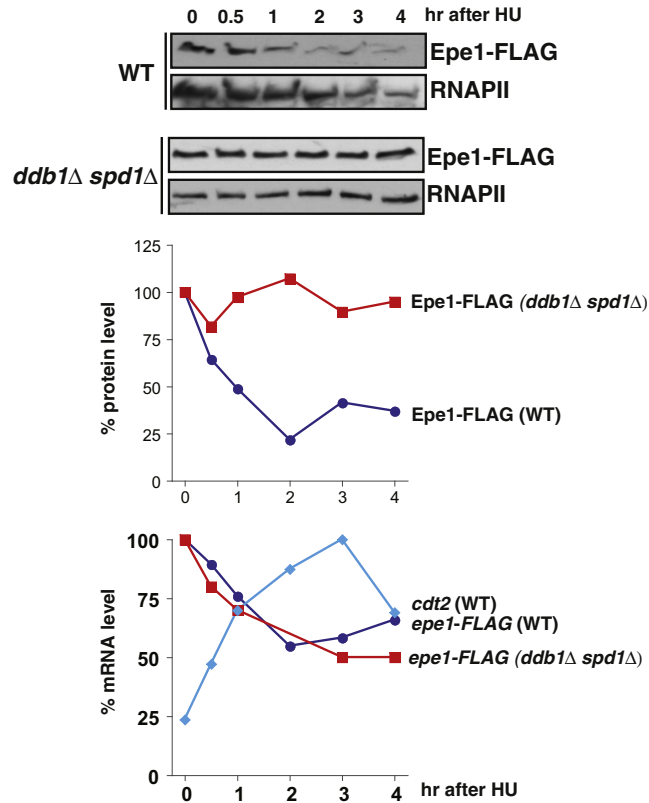 0 0.5 1 2 3 4 hr after HU
WT
Epe1-FLAG
RNAPII
ddb1Δ spd1Δ
Epe1-FLAG
RNAPII
% protein level
125
100
75
50
25
0
0 1 2 3 4
Epe1-FLAG (ddb1Δ spd1Δ)
Epe1-FLAG (WT)
% mRNA level
100
75
50
25
0
0 1 2 3 4 hr after HU
cdt2 (WT)
epe1-FLAG (WT)
epe1-FLAG (ddb1Δ spd1Δ)